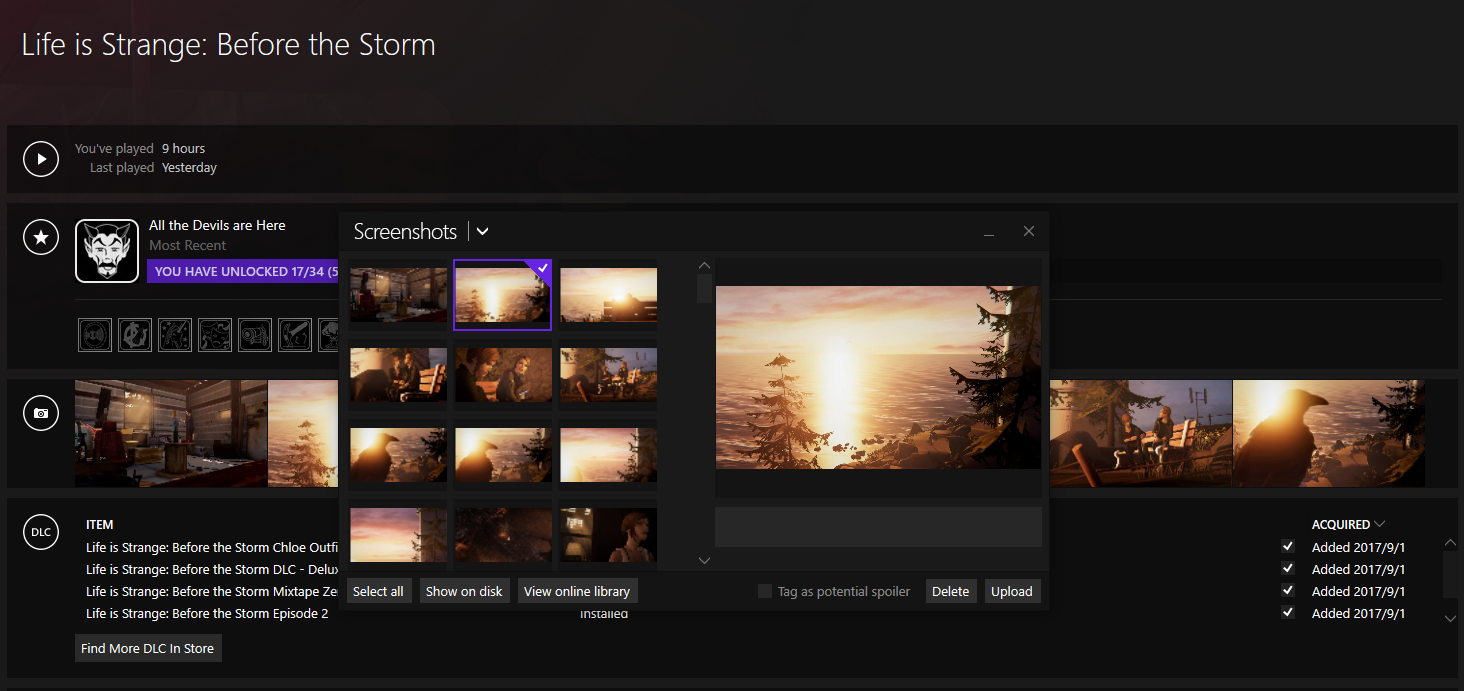 Life is Strange: Before the Storm
You've played 9 hours
Last played Yesterday
All the Devils are Here
Most Recent
YOU HAVE UNLOCKED 17/34 (5
Screenshots
Select all
Show on disk
View online library
Tag as potential spoiler
Delete
Upload
DLC
ITEM
ACQUIRED
Life is Strange: Before the Storm Chloe Outfi
Added 2017/9/1
Life is Strange: Before the Storm DLC - Delux
Added 2017/9/1
Life is Strange: Before the Storm Mixtape Ze
Added 2017/9/1
Life is Strange: Before the Storm Episode 2
Installed
Added 2017/9/1
Find More DLC In Store